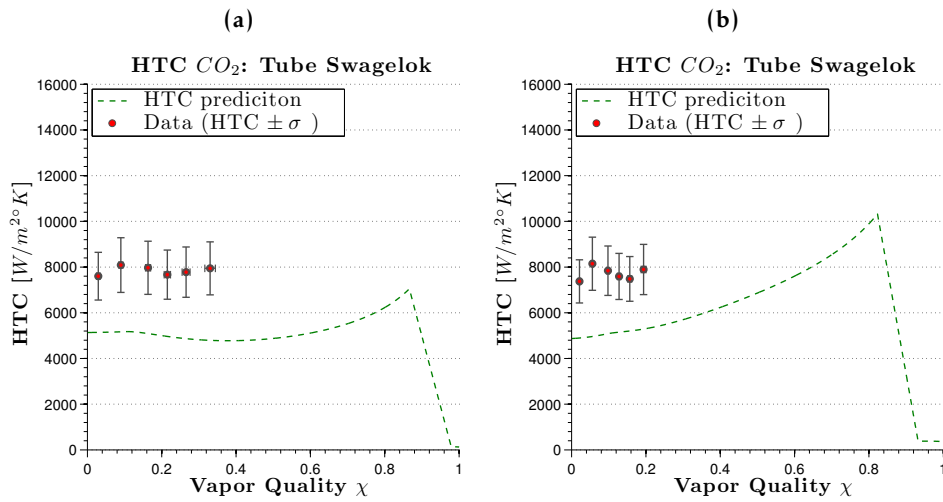 (a)
HTC CO₂: Tube Swagelok
16000
14000
12000
10000
8000
6000
4000
2000
0
HTC [W/m²°K]
HTC prediciton
Data (HTC ± σ )
0 0.2 0.4 0.6 0.8 1
Vapor Quality χ
(b)
HTC CO₂: Tube Swagelok
16000
14000
12000
10000
8000
6000
4000
2000
0
HTC [W/m²°K]
HTC prediciton
Data (HTC ± σ )
0 0.2 0.4 0.6 0.8 1
Vapor Quality χ